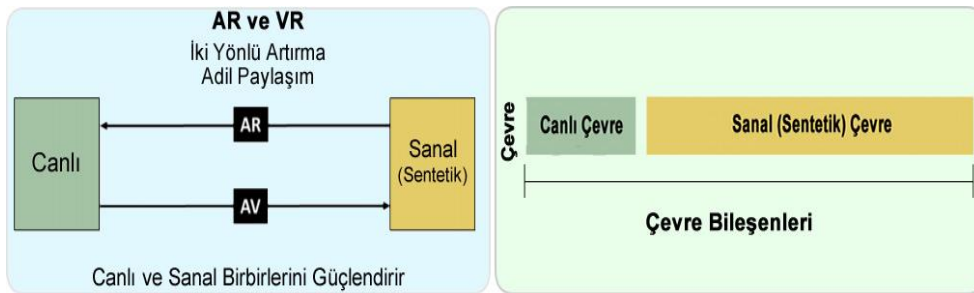 AR ve VR
İki Yönlü Artırma
Adil Paylaşım
AR
Canlı
Sanal
(Sentetik)
AV
Canlı ve Sanal Birbirlerini Güçlendirir
Çevre
Canlı Çevre
Sanal (Sentetik) Çevre
Çevre Bileşenleri